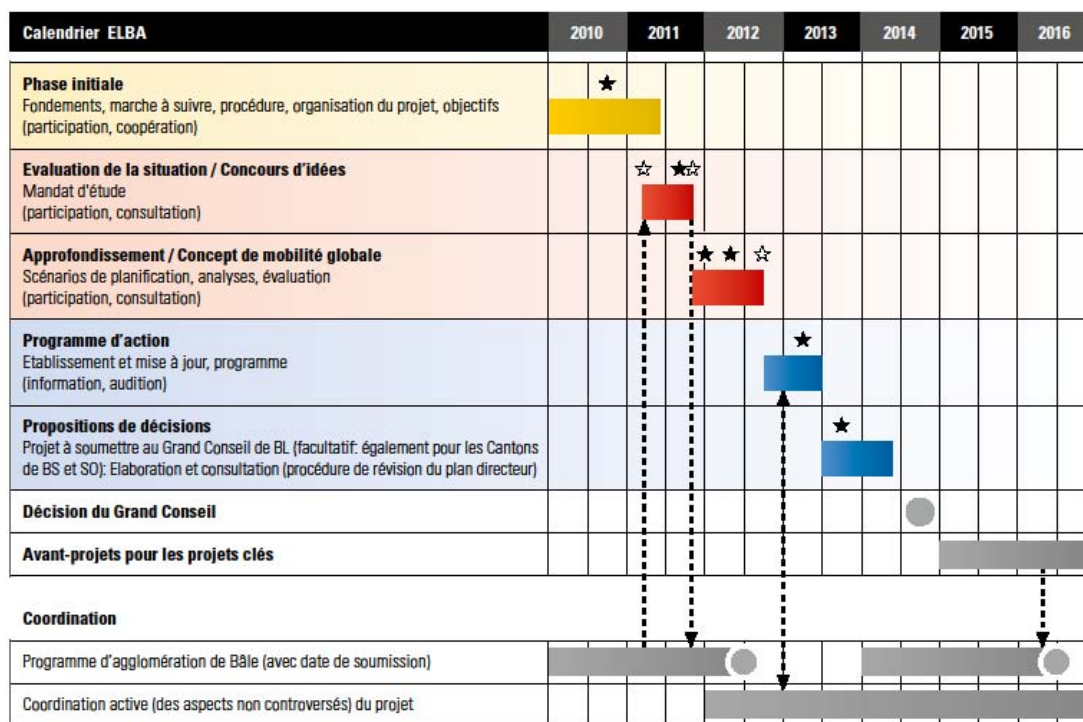 Calendrier ELBA 2010 2011 2012 2013 2014 2015 2016
Phase initiale
Fondements, marche à suivre, procédure, organisation du projet, objectifs
(participation, coopération)
Evaluation de la situation / Concours d'idées
Mandat d'étude
(participation, consultation)
Approfondissement / Concept de mobilité globale
Scénarios de planification, analyses, évaluation
(participation, consultation)
Programme d'action
Etablissement et mise à jour, programme
(information, audition)
Propositions de décisions
Projet à soumettre au Grand Conseil de BL (facultatif: également pour les Cantons
de BS et SO): Elaboration et consultation (procédure de révision du plan directeur)
Décision du Grand Conseil
Avant-projets pour les projets clés
Coordination
Programme d'agglomération de Bâle (avec date de soumission)
Coordination active (des aspects non controversés) du projet